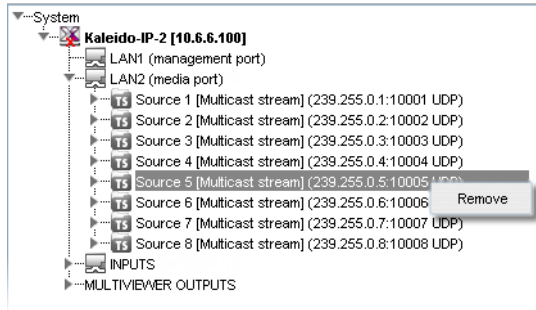 System
Kaleido-IP-2 [10.6.6.100]
LAN1 (management port)
LAN2 (media port)
TS Source 1 [Multicast stream] (239.255.0.1:10001 UDP)
TS Source 2 [Multicast stream] (239.255.0.2:10002 UDP)
TS Source 3 [Multicast stream] (239.255.0.3:10003 UDP)
TS Source 4 [Multicast stream] (239.255.0.4:10004 UDP)
TS Source 5 [Multicast stream] (239.255.0.5:10005 UDP)
TS Source 6 [Multicast stream] (239.255.0.6:10006
Remove
TS Source 7 [Multicast stream] (239.255.0.7:10007 UDP)
TS Source 8 [Multicast stream] (239.255.0.8:10008 UDP)
INPUTS
MULTIVIEWER OUTPUTS